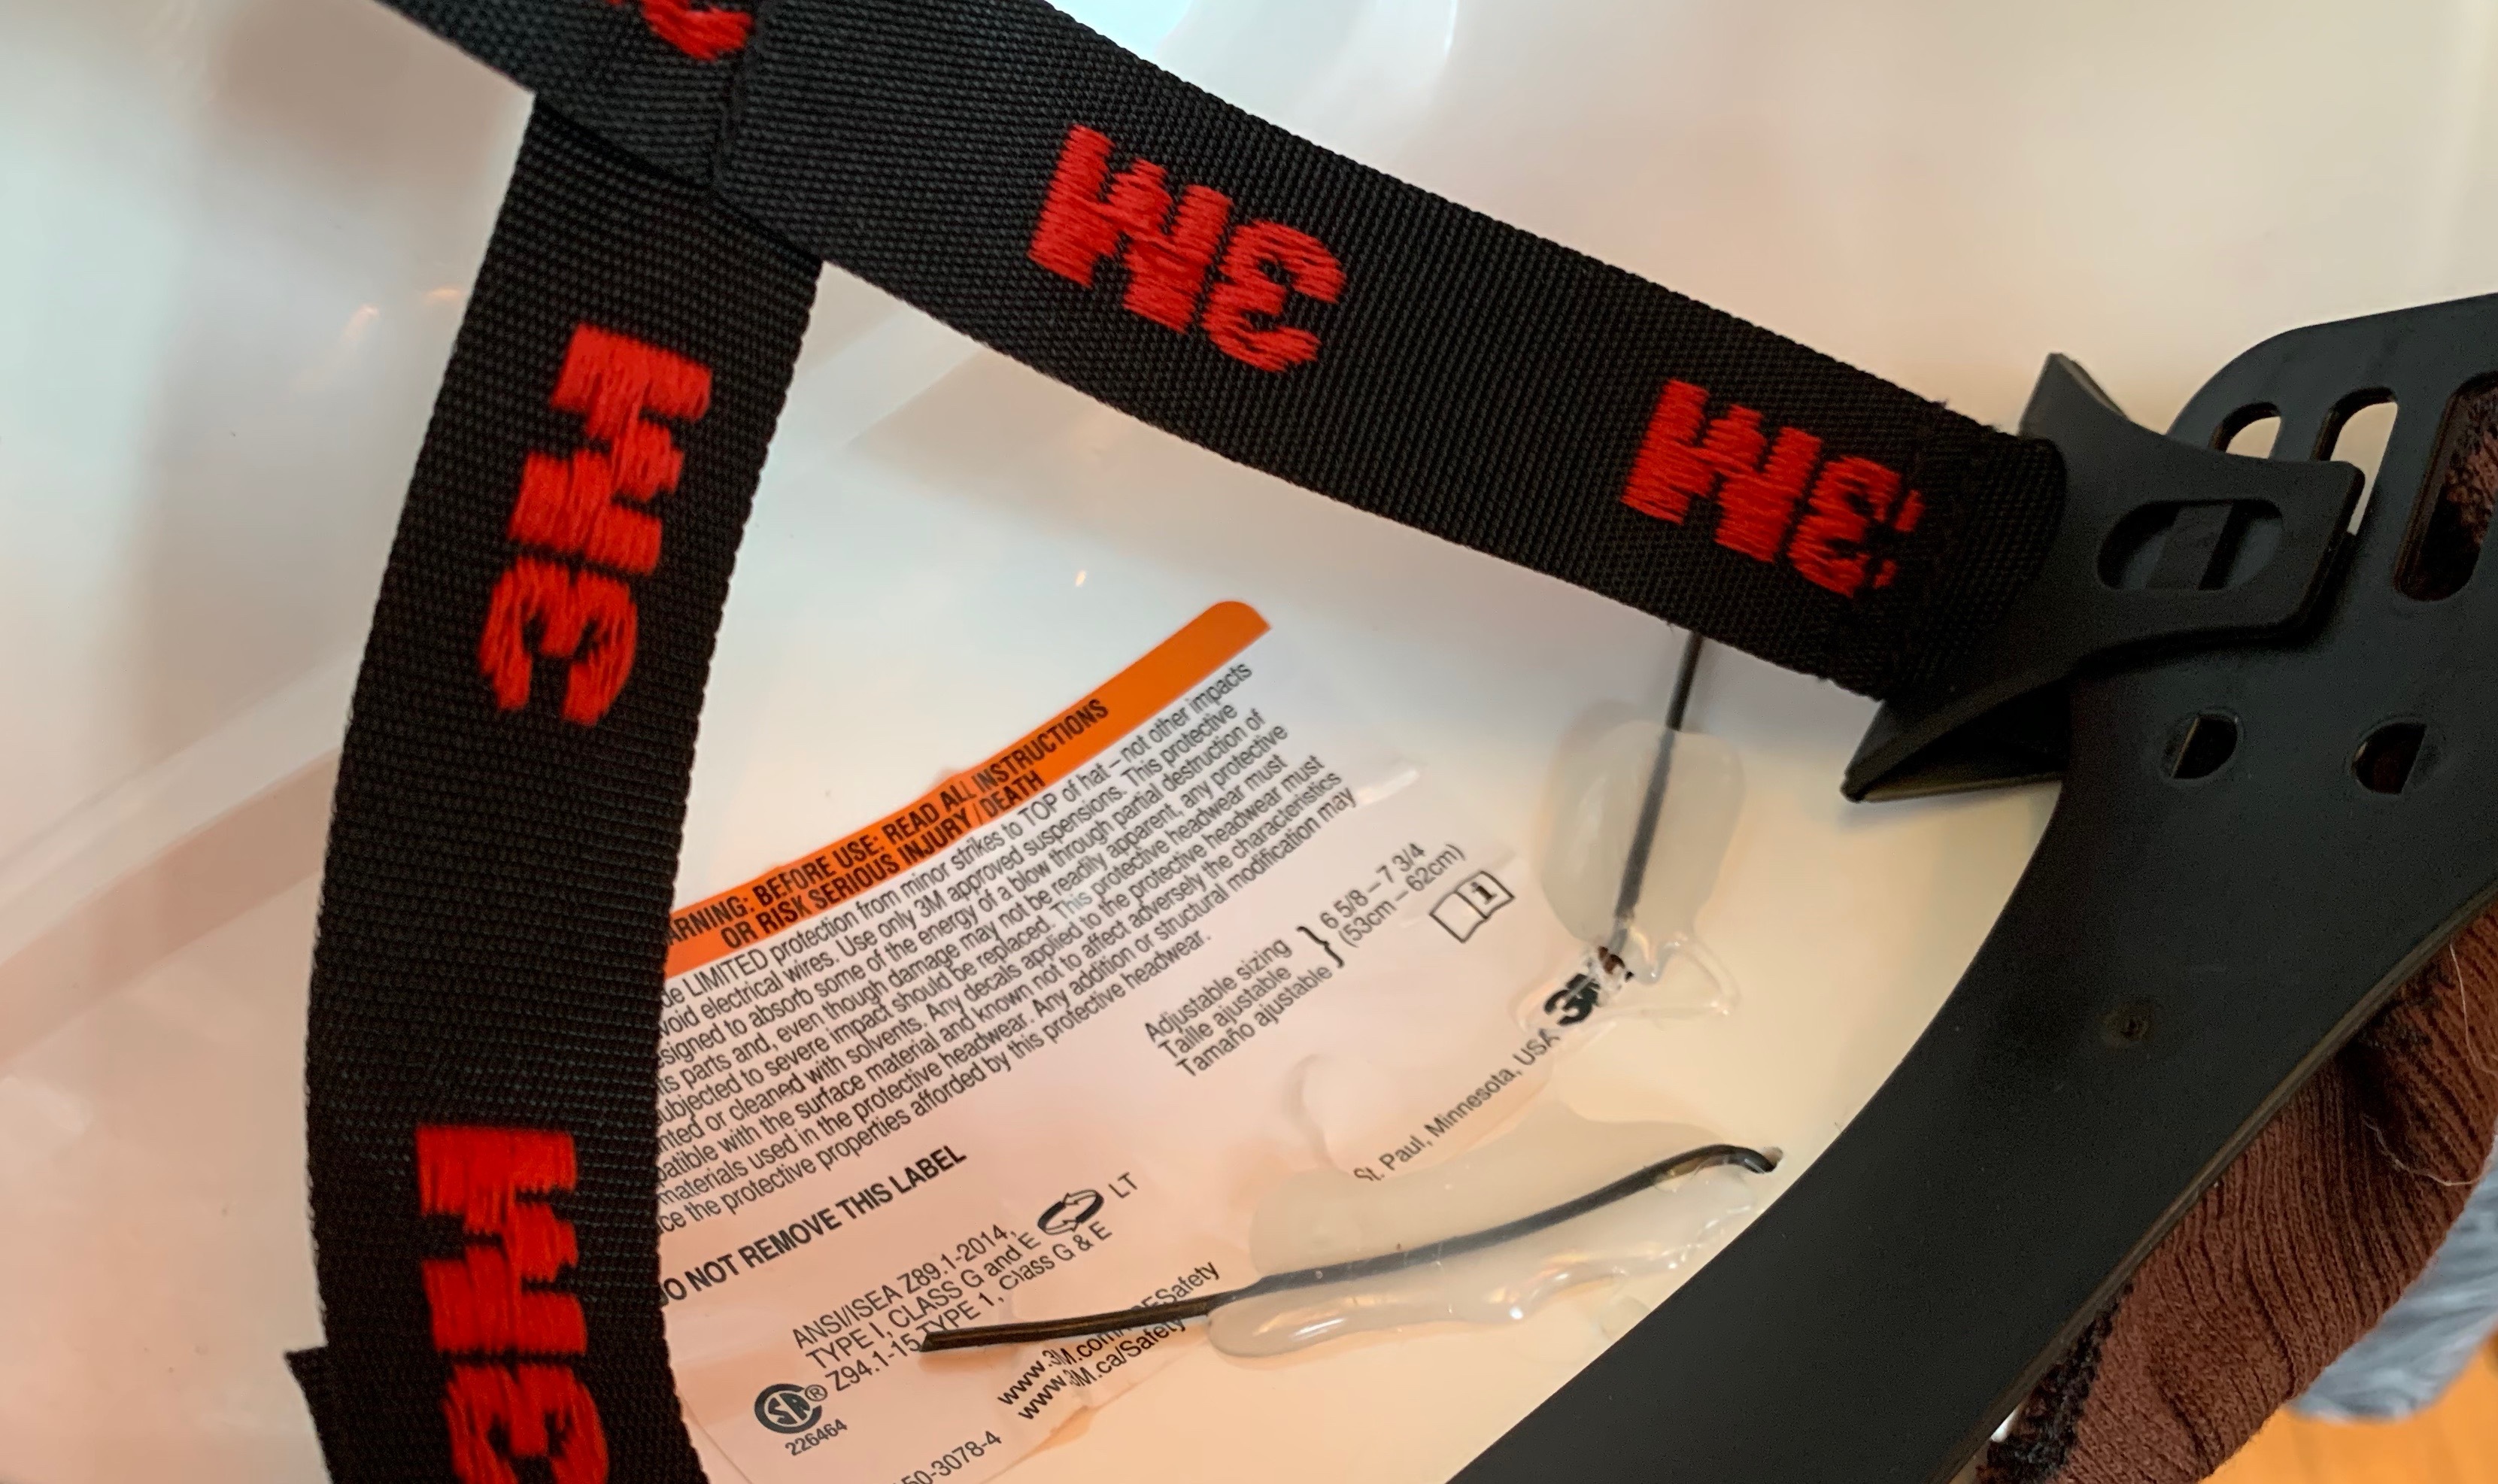 3M
3M
3M
3M
WARNING: BEFORE USE: READ ALL INSTRUCTIONS
OR RISK SERIOUS INJURY / DEATH
LIMITED protection from minor strikes to TOP of hat – not other impacts
electrical wires. Use only 3M approved suspensions. This protective
to absorb some of the energy of a blow through partial destruction of
parts and, even though damage may not be readily apparent, any protective
to severe impact should be replaced. This protective headwear must
or cleaned with solvents. Any decals applied to the protective headwear must
with the surface material and known not to affect adversely the characteristics
materials used in the protective headwear. Any addition or structural modification may
the protective properties afforded by this protective headwear.
Adjustable sizing
Taille ajustable
Tamaño ajustable
6 5/8 – 7 3/4
(53cm – 62cm)
DO NOT REMOVE THIS LABEL
ANSI/ISEA Z89.1-2014,
TYPE I, CLASS G and E LT
Z94.1-15 TYPE 1, Class G & E
226464
St. Paul, Minnesota, USA 3M
www.3M.ca/Safety
50-3078-4